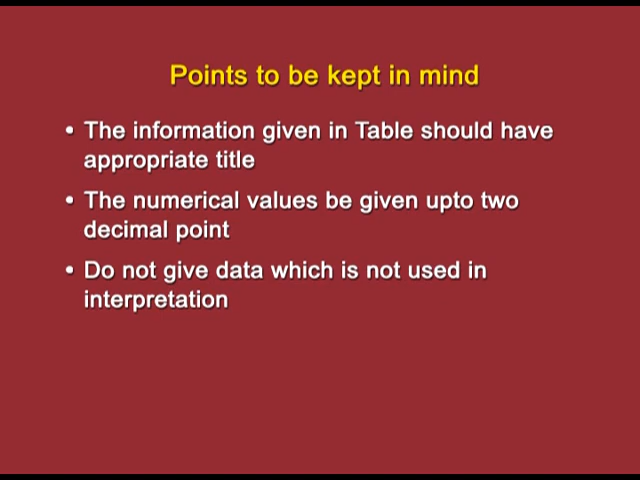 Points to be kept in mind
• The information given in Table should have
appropriate title
• The numerical values be given upto two
decimal point
• Do not give data which is not used in
interpretation